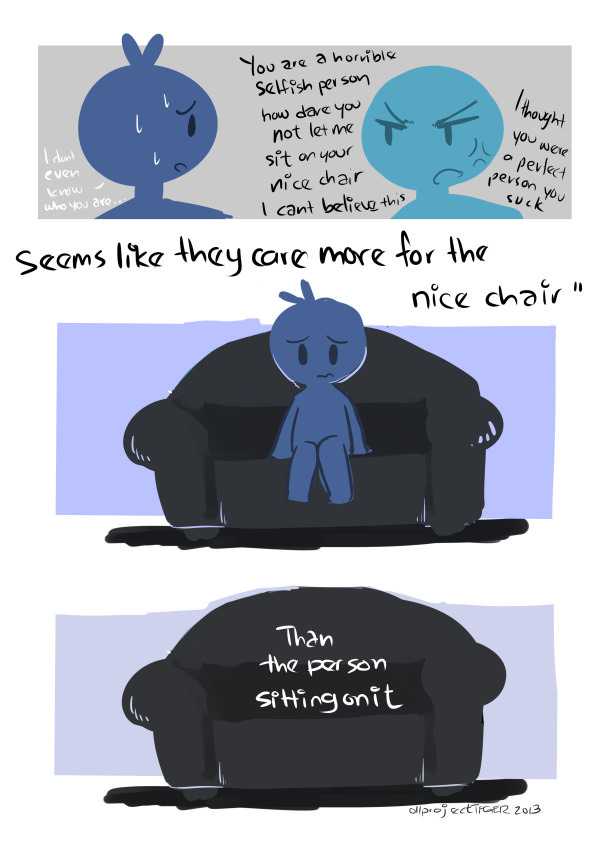 You are a horrible
selfish person
how dare you
not let me
sit on your
nice chair
I cant believe this
I thought
you were
a perfect
person you
suck
I dont
even
know
who you are...
Seems like they care more for the
nice chair"
Than
the person
sitting on it
2013